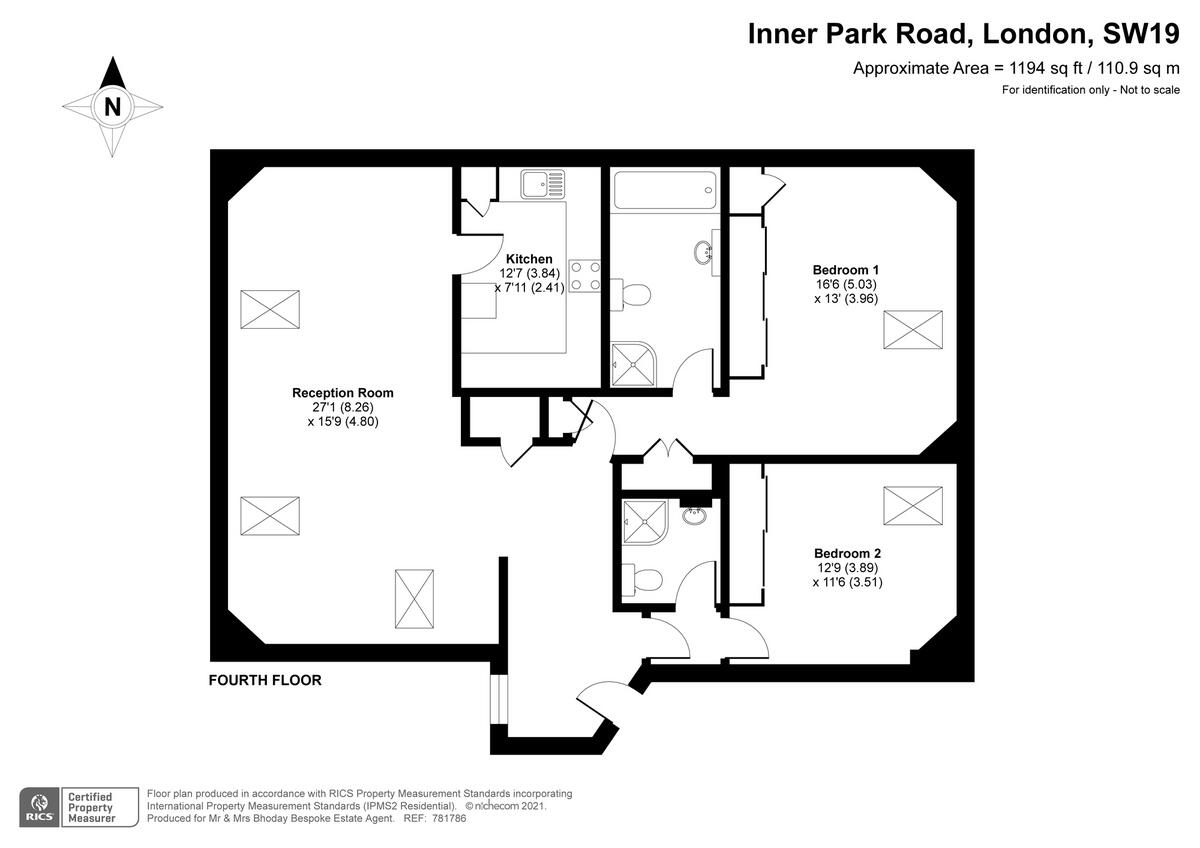 Inner Park Road, London, SW19
Approximate Area = 1194 sq ft / 110.9 sq m
For identification only - Not to scale
N
Kitchen
12'7 (3.84)
x 7'11 (2.41)
Bedroom 1
16'6 (5.03)
x 13' (3.96)
Reception Room
27'1 (8.26)
x 15'9 (4.80)
Bedroom 2
12'9 (3.89)
x 11'6 (3.51)
FOURTH FLOOR
RICS
Certified
Property
Measurer
Floor plan produced in accordance with RICS Property Measurement Standards incorporating
International Property Measurement Standards (IPMS2 Residential). © nıchecom 2021.
Produced for Mr & Mrs Bhoday Bespoke Estate Agent. REF: 781786